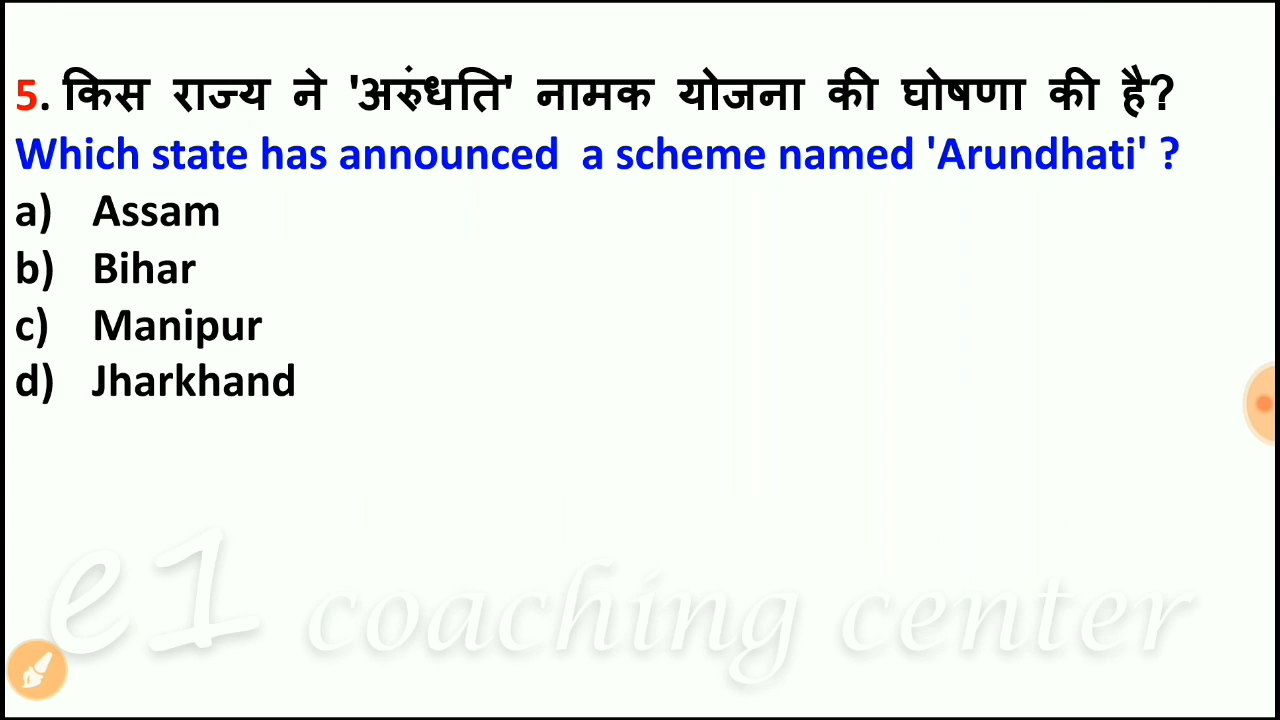 5. किस राज्य ने 'अरुंधति' नामक योजना की घोषणा की है?
Which state has announced a scheme named 'Arundhati' ?
a) Assam
b) Bihar
c) Manipur
d) Jharkhand
e1 coaching center